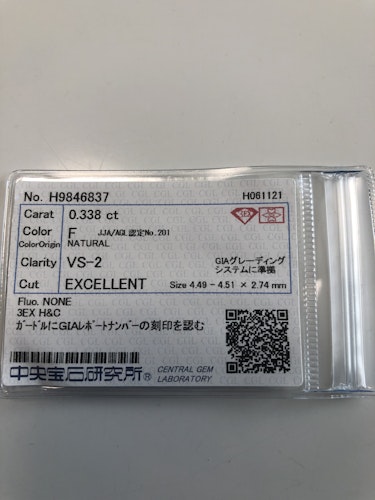 No. H9846837 H061121
Carat 0.338 ct
3EX
Color F JJA/AGL認定No.201
ColorOrigin NATURAL
Clarity VS-2 GIAグレーディング
システムに準拠
Cut EXCELLENT Size 4.49 - 4.51 × 2.74 mm
Fluo. NONE
3EX H&C
ガードルにGIAレポートナンバーの刻印を認む
中央宝石研究所® CENTRAL GEM
LABORATORY